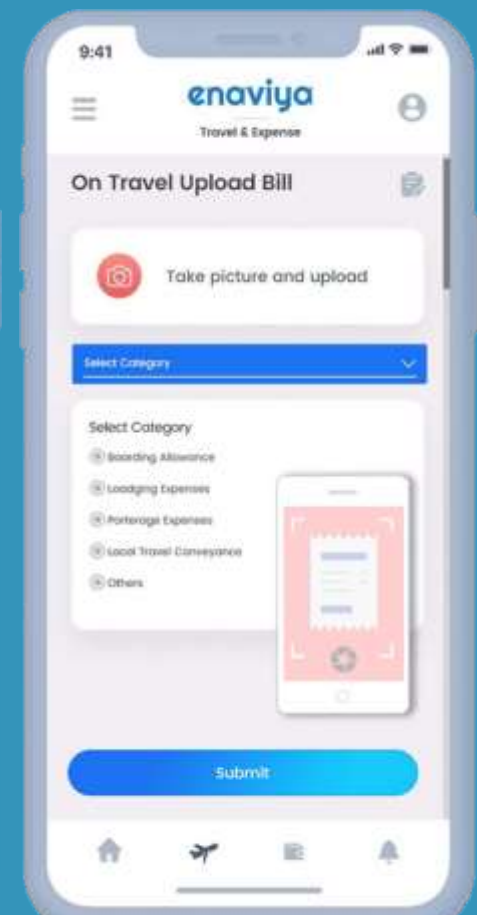 9:41
enaviya
Travel & Expense
On Travel Upload Bill
Take picture and upload
Select Category
Select Category
Boarding Allowance
Loadging Expenses
Porterage Expenses
Local Travel Conveyance
Others
Submit